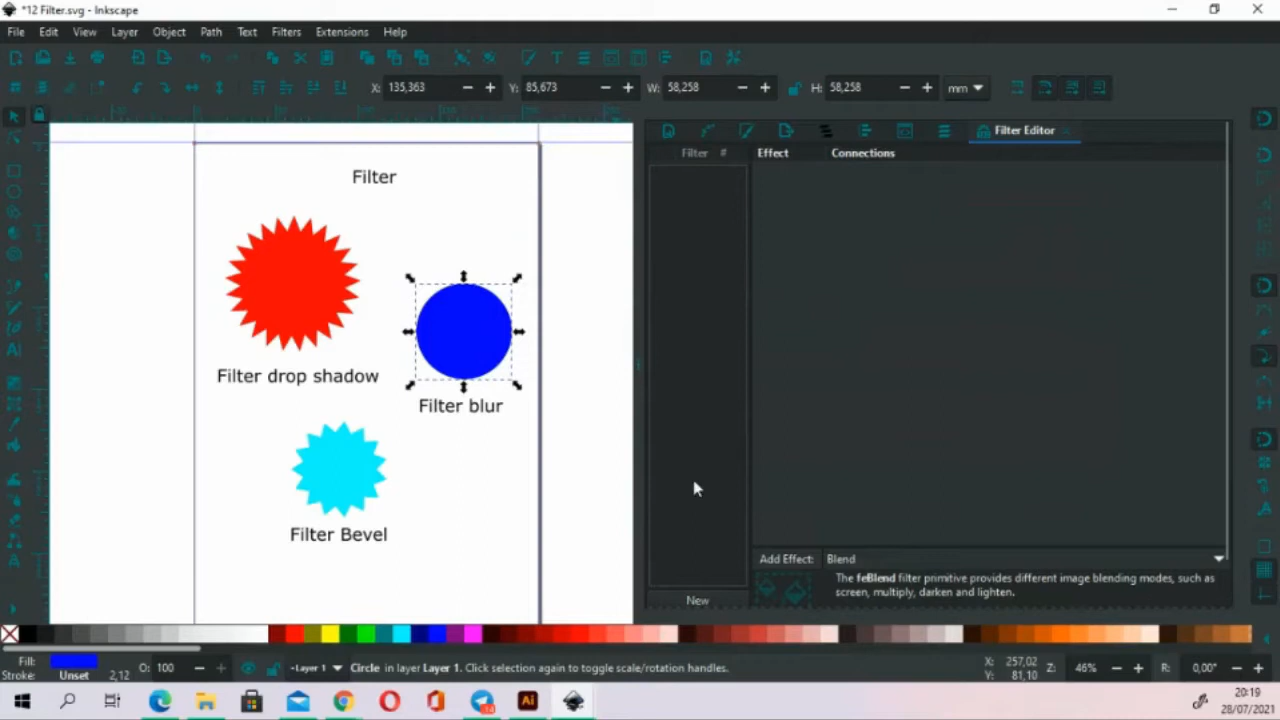 *12 Filter.svg - Inkscape
File Edit View Layer Object Path Text Filters Extensions Help
X: 135,363 − + Y: 85,673 − + W: 58,258 − + H: 58,258 − + mm
Filter Editor
Filter # Effect Connections
Filter
Filter drop shadow
Filter blur
Filter Bevel
Add Effect: Blend
The feBlend filter primitive provides different image blending modes, such as
screen, multiply, darken and lighten.
New
Fill:
Stroke: Unset 2,12
O: 100 − +
Layer 1
Circle in layer Layer 1. Click selection again to toggle scale/rotation handles.
X: 257,02
Y: 81,10
Z: 46% − + R: 0,00° − +
Ai
20:19
28/07/2021